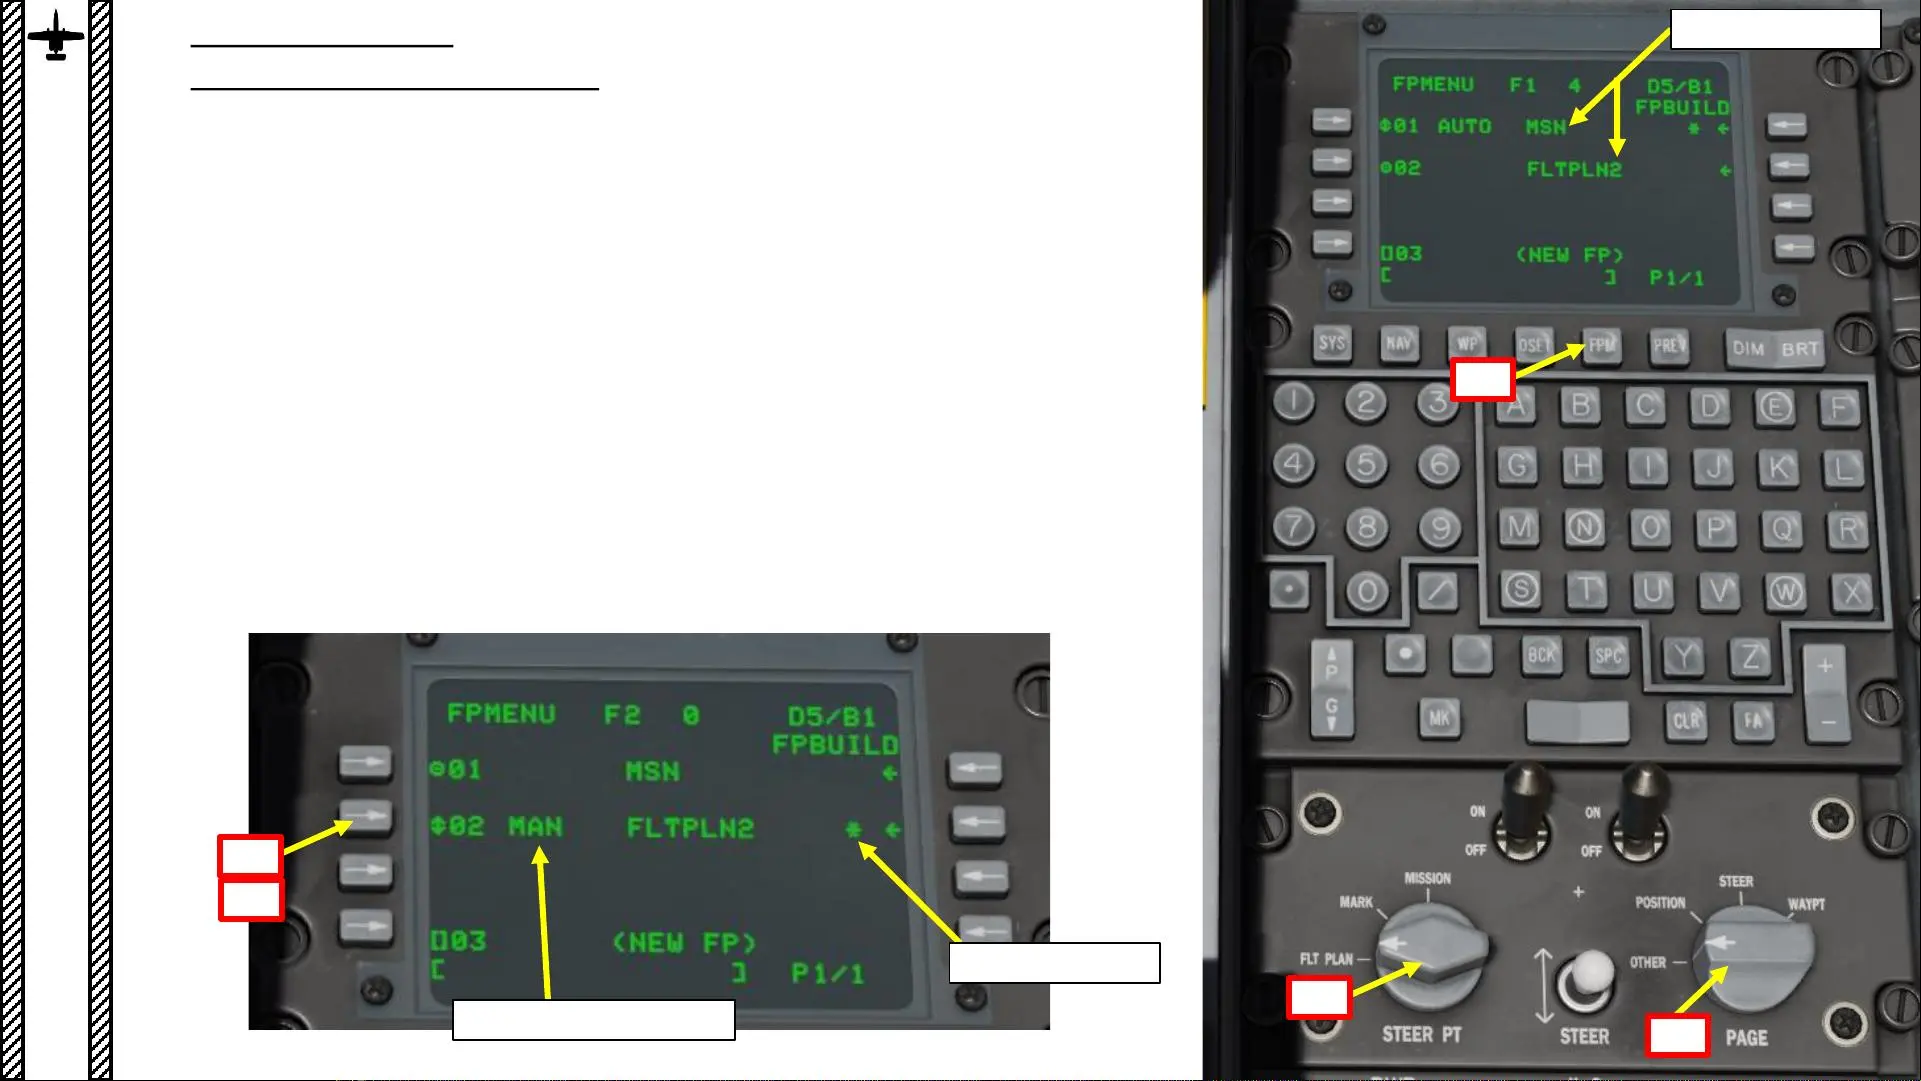 FPMENU F1 4 D5/B1
FPBUILD
01 AUTO MSN * ←
02 FLTPLN2 ←
03 (NEW FP)
[ ] P1/1
SYS NAV WP OSET FPM PREV DIM BRT
1 2 3 A B C D E F
4 5 6 G H I J K L
7 8 9 M N O P Q R
• 0 / S T U V W X
▲ P G ▼ • BCK SPC Y Z + −
MK CLR FA
ON ON
OFF OFF
MISSION
MARK
FLT PLAN
STEER PT
+
STEER
STEER
POSITION WAYPT
OTHER
PAGE
FPMENU F2 0 D5/B1
FPBUILD
01 MSN ←
02 MAN FLTPLN2 * ←
03 (NEW FP)
[ ] P1/1